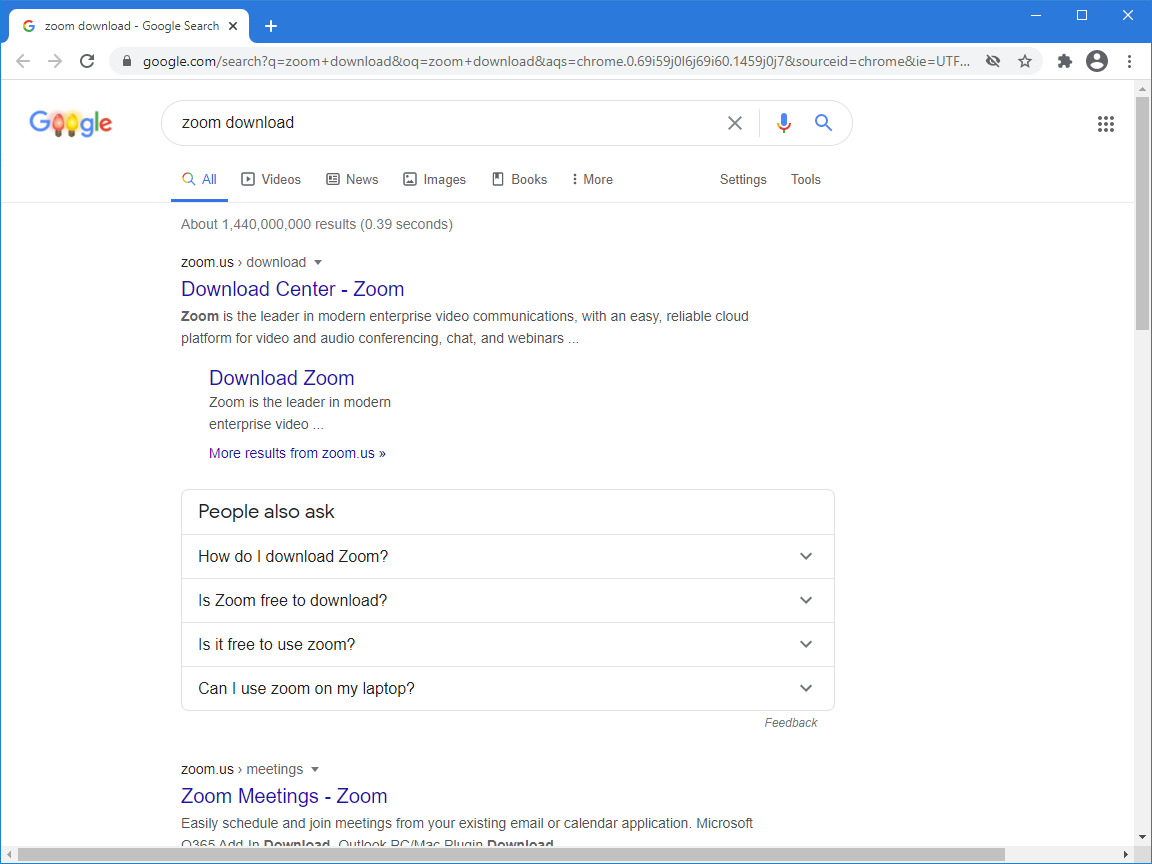 zoom download - Google Search
google.com/search?q=zoom+download&oq=zoom+download&aqs=chrome.0.69i59j0l6j69i60.1459j0j7&sourceid=chrome&ie=UTF...
Google
zoom download
All Videos News Images Books More Settings Tools
About 1,440,000,000 results (0.39 seconds)
zoom.us › download
Download Center - Zoom
Zoom is the leader in modern enterprise video communications, with an easy, reliable cloud
platform for video and audio conferencing, chat, and webinars ...
Download Zoom
Zoom is the leader in modern
enterprise video ...
More results from zoom.us »
People also ask
How do I download Zoom?
Is Zoom free to download?
Is it free to use zoom?
Can I use zoom on my laptop?
Feedback
zoom.us › meetings
Zoom Meetings - Zoom
Easily schedule and join meetings from your existing email or calendar application. Microsoft
O365 Add-In Download. Outlook PC/Mac Plugin Download